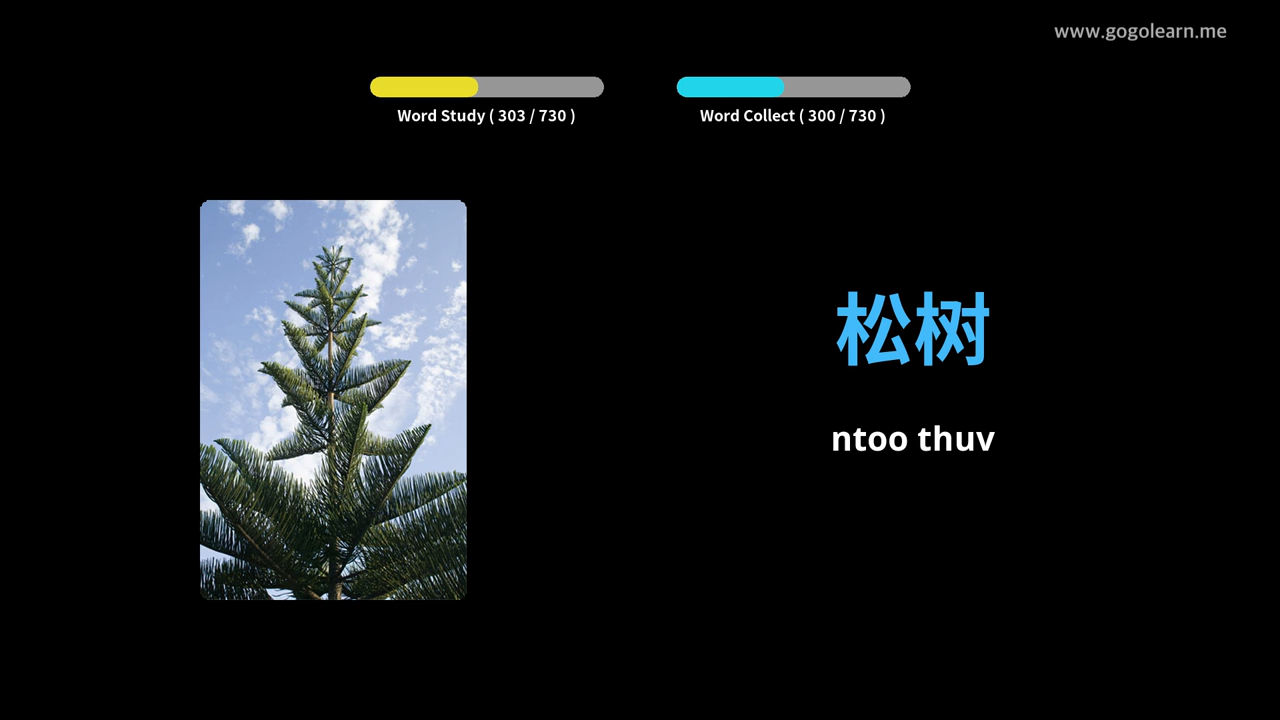 www.gogolearn.me
Word Study ( 303 / 730 )
Word Collect ( 300 / 730 )
松树
ntoo thuv